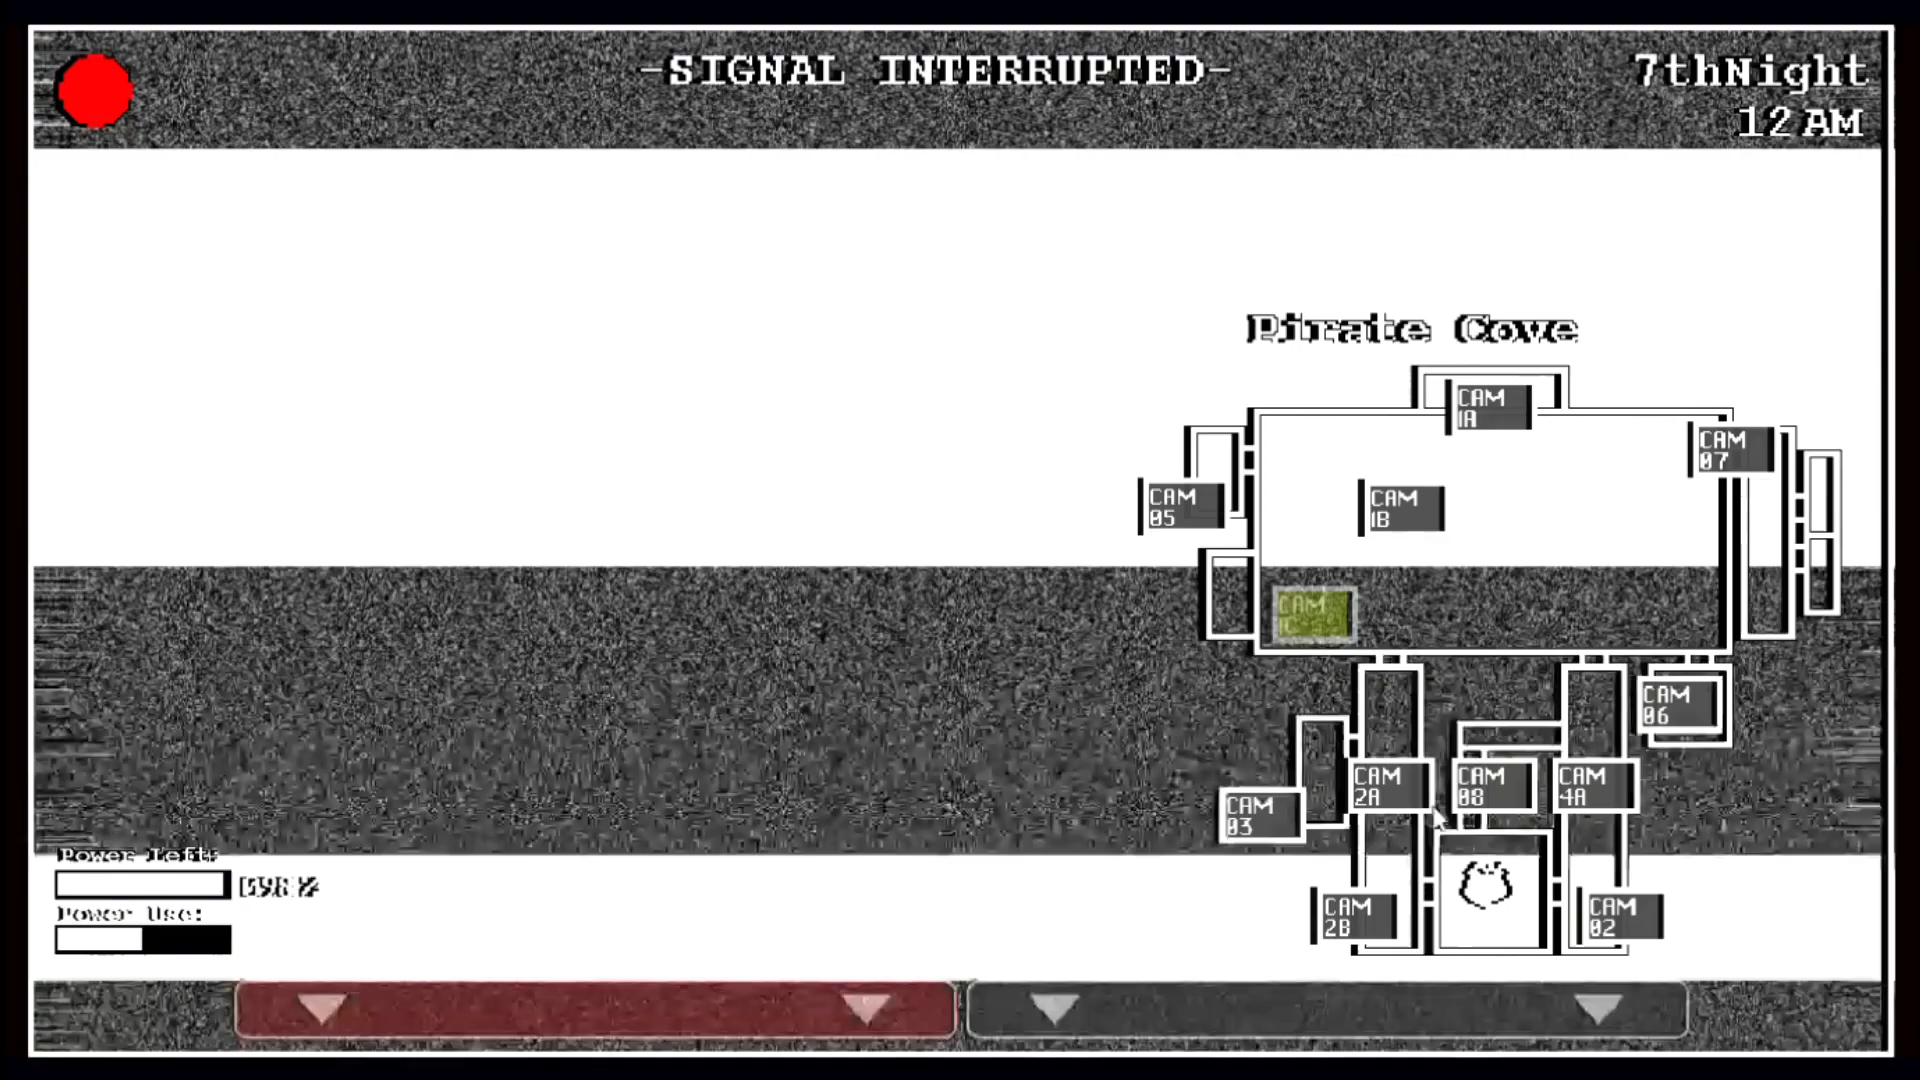 -SIGNAL INTERRUPTED-
7thNight
12 AM
Pirate Cove
CAM
1A
CAM
07
CAM
05
CAM
1B
CAM
CAM
06
CAM
2A
CAM
08
CAM
4A
CAM
03
Power Left:
Power Use:
CAM
2B
CAM
02